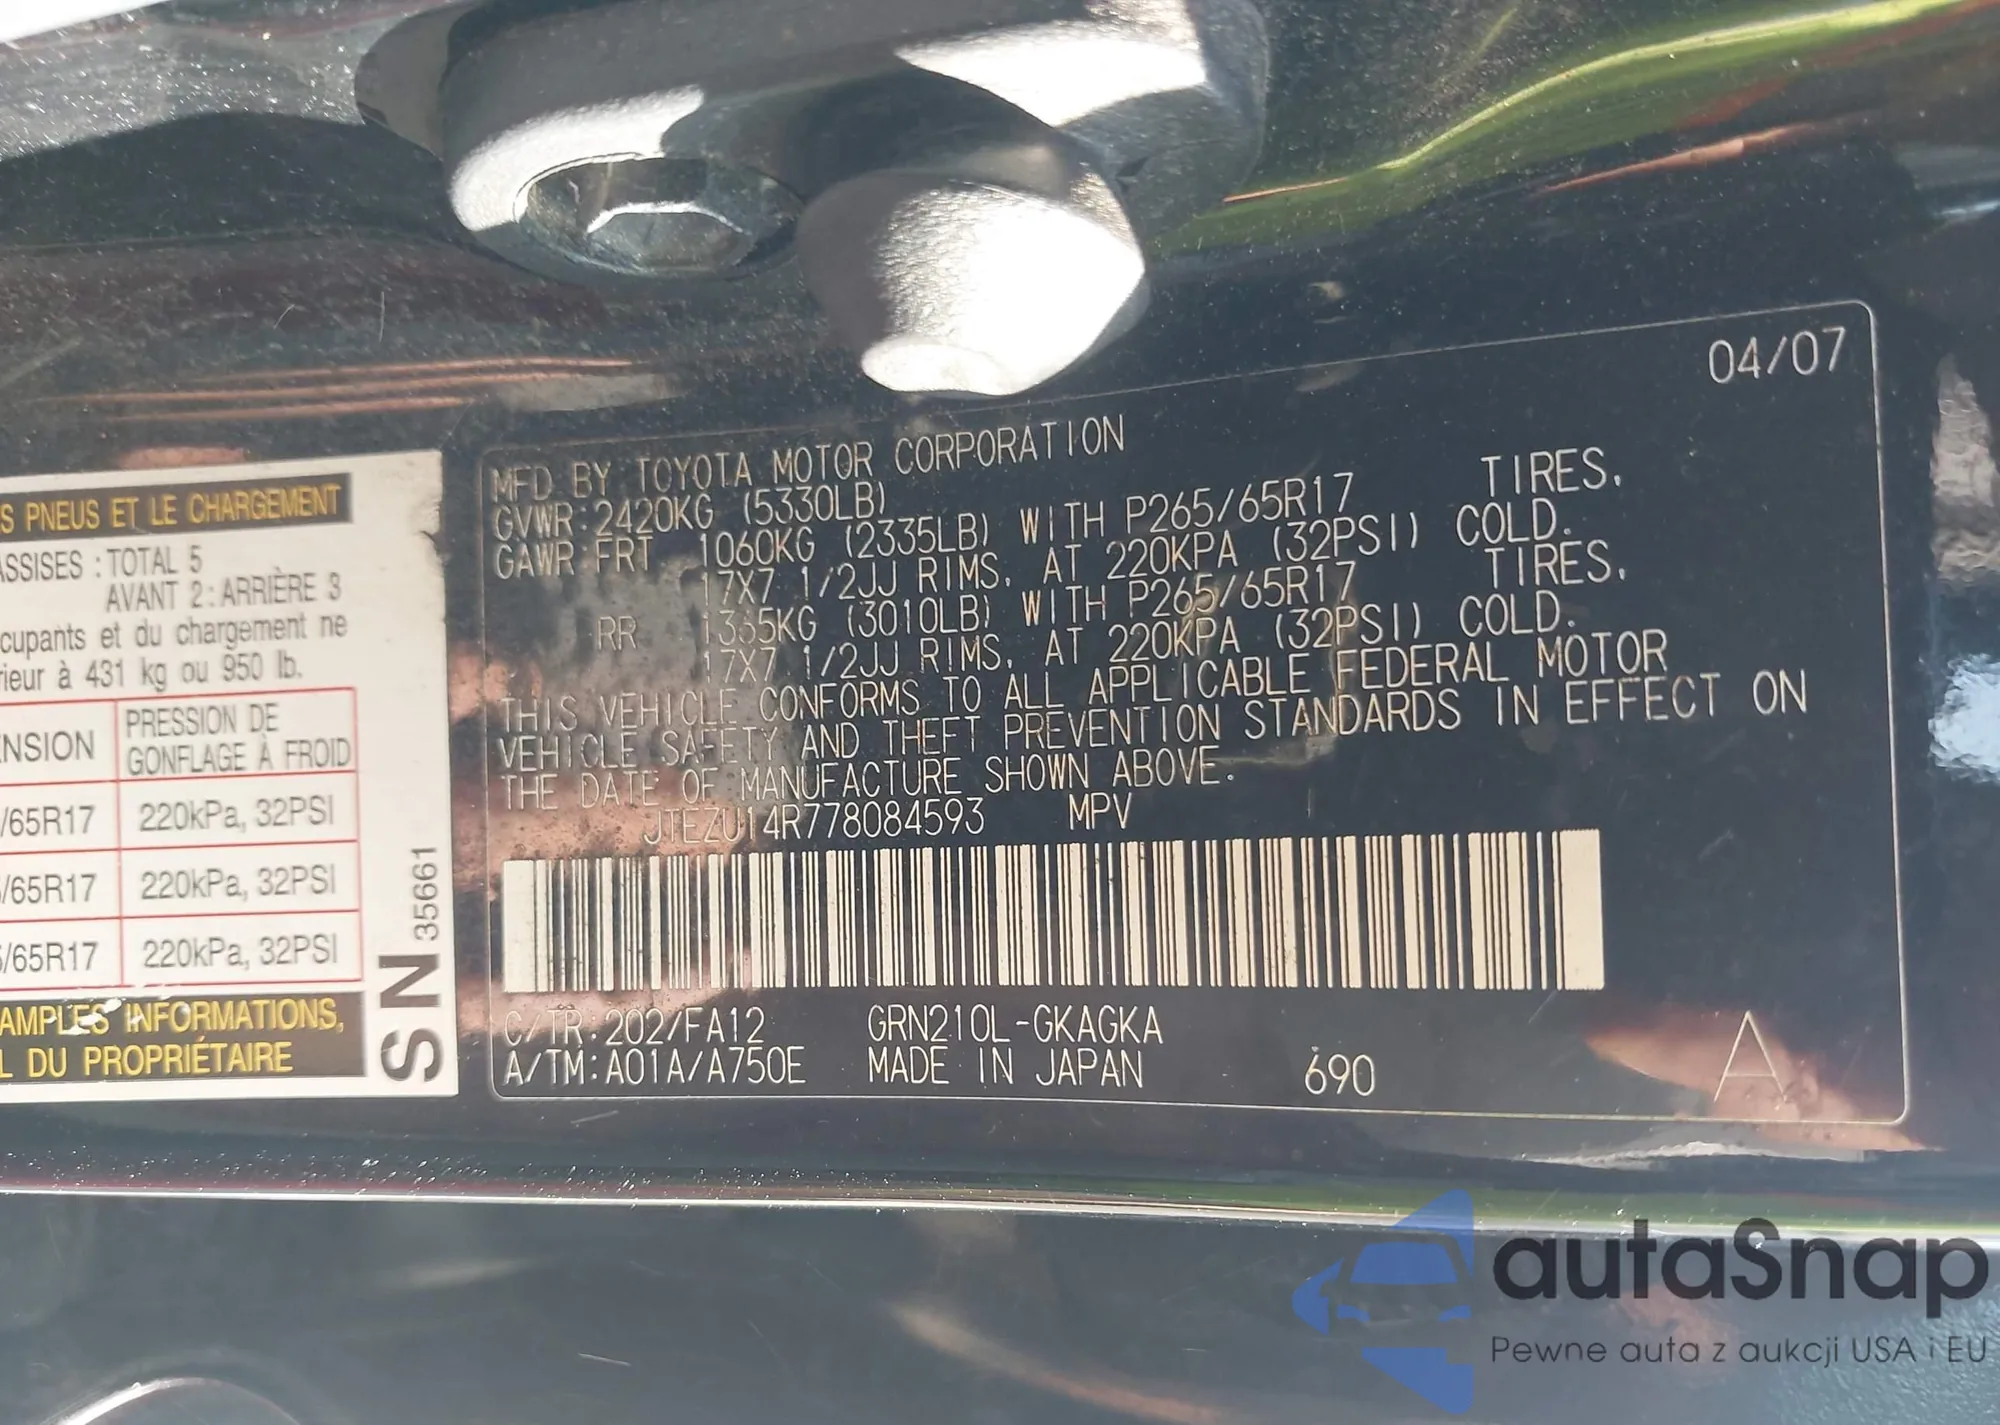 S PNEUS ET LE CHARGEMENT
ASSISES : TOTAL 5
AVANT 2 : ARRIÈRE 3
cupants et du chargement ne
rieur à 431 kg ou 950 lb.
ENSION
PRESSION DE
GONFLAGE À FROID
/65R17 220kPa, 32PSI
/65R17 220kPa, 32PSI
/65R17 220kPa, 32PSI
AMPLES INFORMATIONS,
L DU PROPRIÉTAIRE
SN 35661
04/07
MFD BY TOYOTA MOTOR CORPORATION
GVWR:2420KG (5330LB)
GAWR:FRT 1060KG (2335LB) WITH P265/65R17 TIRES.
17X7 1/2JJ RIMS, AT 220KPA (32PSI) COLD.
RR 1365KG (3010LB) WITH P265/65R17 TIRES.
17X7 1/2JJ RIMS, AT 220KPA (32PSI) COLD.
THIS VEHICLE CONFORMS TO ALL APPLICABLE FEDERAL MOTOR
VEHICLE SAFETY AND THEFT PREVENTION STANDARDS IN EFFECT ON
THE DATE OF MANUFACTURE SHOWN ABOVE.
JTEZU14R778084593 MPV
C/TR:202/FA12 GRN210L-GKAGKA
A/TM:A01A/A750E MADE IN JAPAN 690 A
autaSnap
Pewne auta z aukcji USA i EU